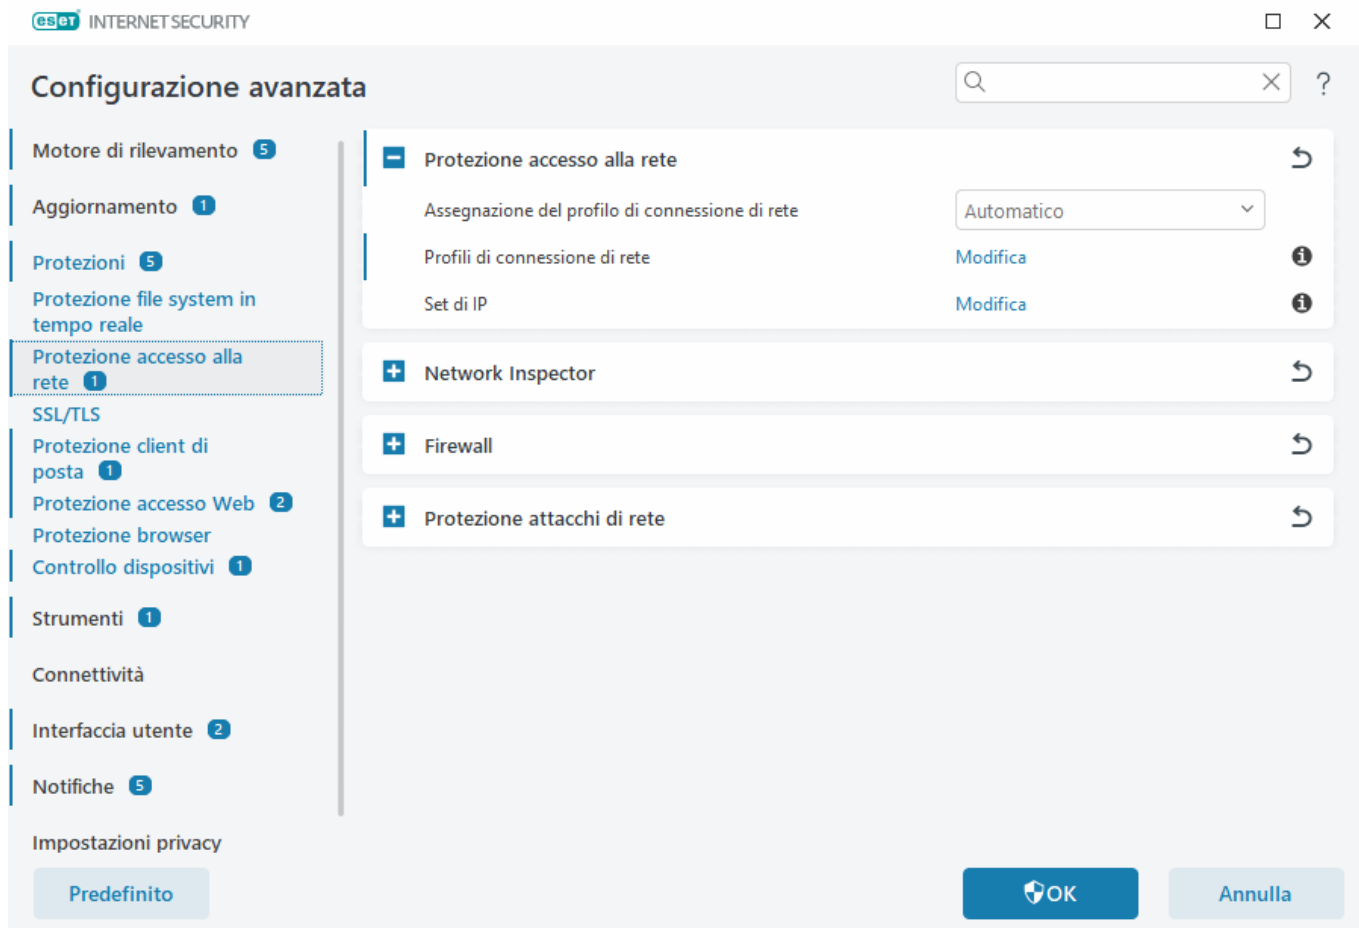 eset INTERNET SECURITY
Configurazione avanzata
?
Motore di rilevamento 5
Aggiornamento 1
Protezioni 5
Protezione file system in
tempo reale
Protezione accesso alla
rete 1
SSL/TLS
Protezione client di
posta 1
Protezione accesso Web 2
Protezione browser
Controllo dispositivi 1
Strumenti 1
Connettività
Interfaccia utente 2
Notifiche 5
Impostazioni privacy
Protezione accesso alla rete
Assegnazione del profilo di connessione di rete Automatico
Profili di connessione di rete Modifica
Set di IP Modifica
Network Inspector
Firewall
Protezione attacchi di rete
Predefinito
OK
Annulla